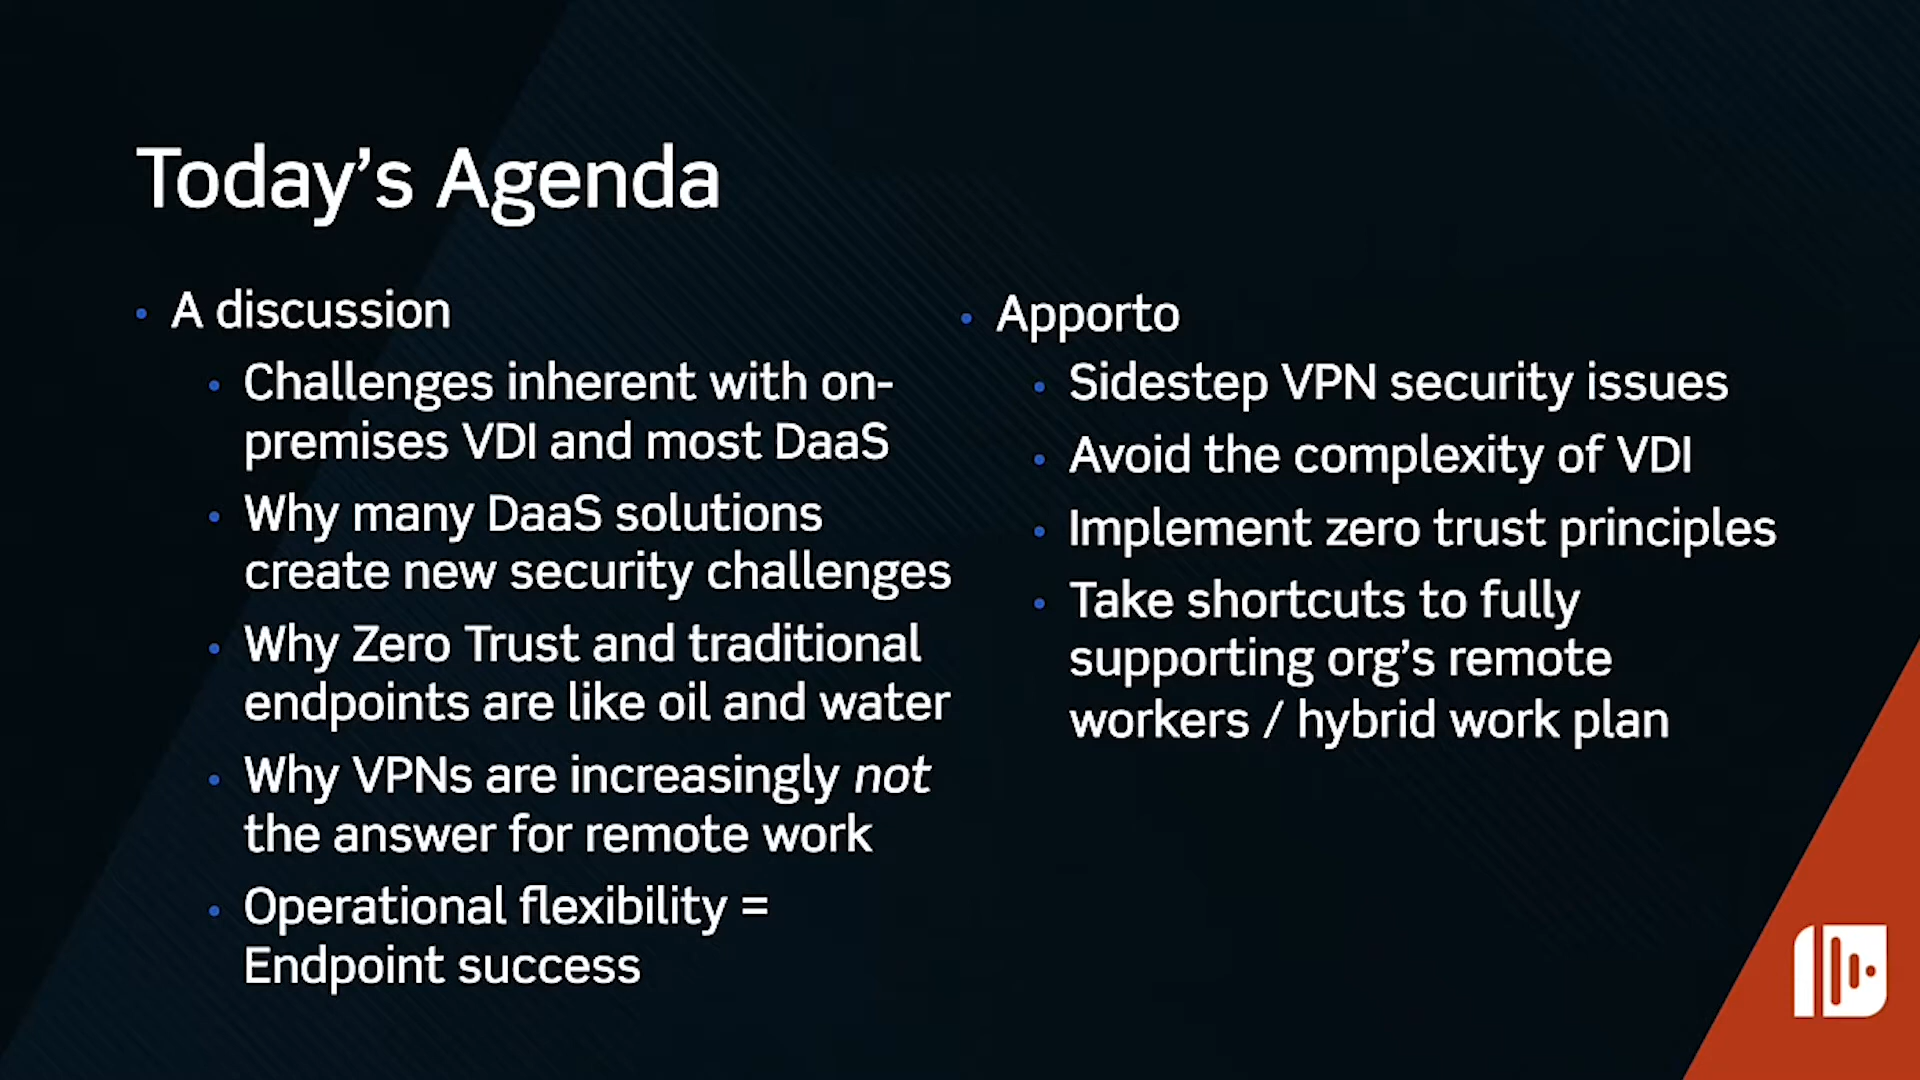 Today’s Agenda
A discussion
Challenges inherent with on-
premises VDI and most DaaS
Why many DaaS solutions
create new security challenges
Why Zero Trust and traditional
endpoints are like oil and water
Why VPNs are increasingly not
the answer for remote work
Operational flexibility =
Endpoint success
Apporto
Sidestep VPN security issues
Avoid the complexity of VDI
Implement zero trust principles
Take shortcuts to fully
supporting org’s remote
workers / hybrid work plan